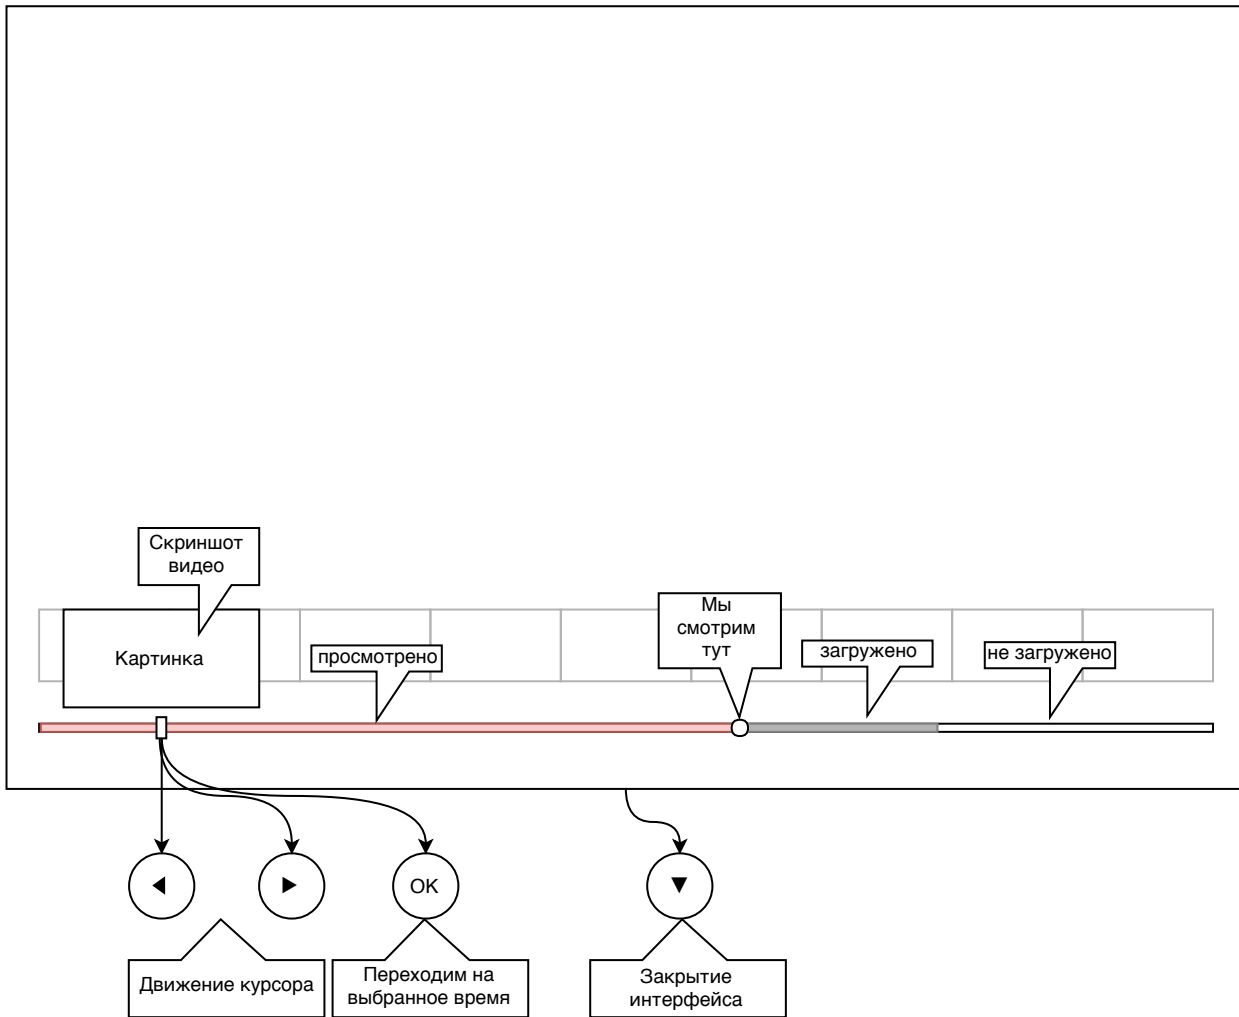 Скриншот
видео
Картинка
просмотрено
Мы
смотрим
тут
загружено
не загружено
OK
Движение курсора
Переходим на
выбранное время
Закрытие
интерфейса